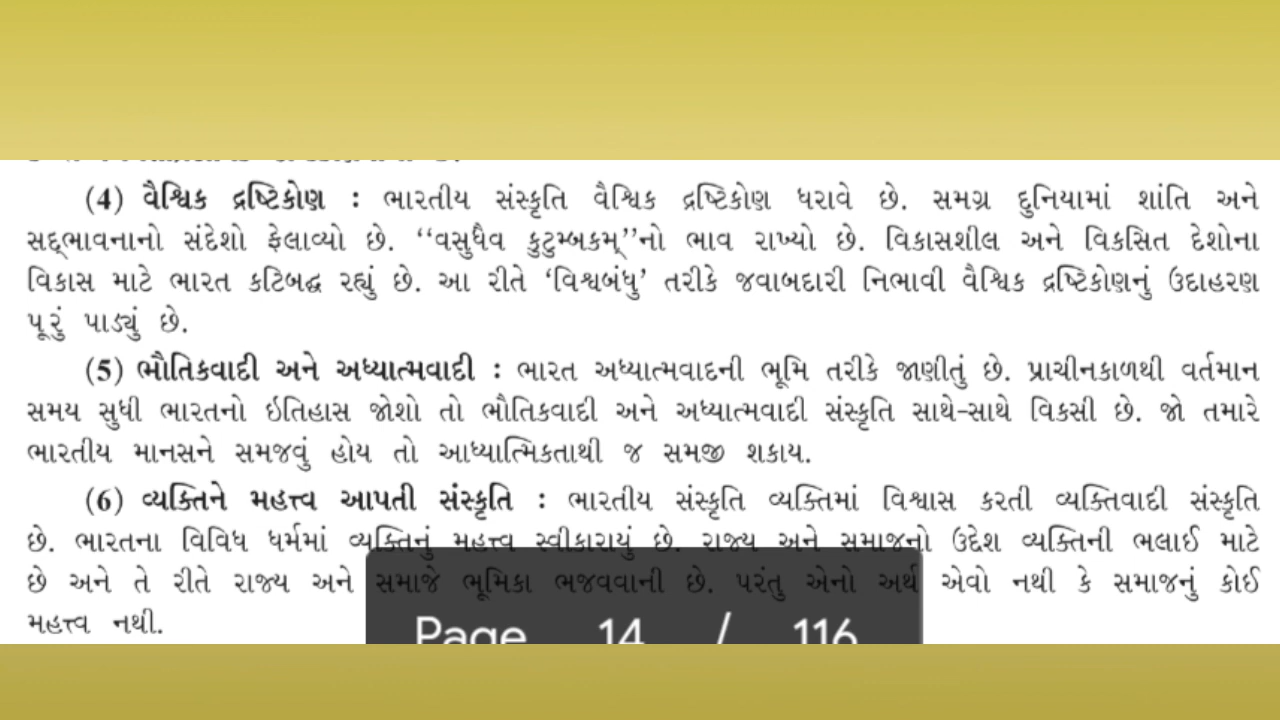 (4) વૈશ્વિક દ્રષ્ટિકોણ : ભારતીય સંસ્કૃતિ વૈશ્વિક દ્રષ્ટિકોણ ધરાવે છે. સમગ્ર દુનિયામાં શાંતિ અને
સદ્ભાવનાનો સંદેશો ફેલાવ્યો છે. ‘‘વસુધૈવ કુટુમ્બકમ્’’નો ભાવ રાખ્યો છે. વિકાસશીલ અને વિકસિત દેશોના
વિકાસ માટે ભારત કટિબદ્ધ રહ્યું છે. આ રીતે ‘વિશ્વબંધુ’ તરીકે જવાબદારી નિભાવી વૈશ્વિક દ્રષ્ટિકોણનું ઉદાહરણ
પૂરું પાડ્યું છે.
(5) ભૌતિકવાદી અને અધ્યાત્મવાદી : ભારત અધ્યાત્મવાદની ભૂમિ તરીકે જાણીતું છે. પ્રાચીનકાળથી વર્તમાન
સમય સુધી ભારતનો ઇતિહાસ જોશો તો ભૌતિકવાદી અને અધ્યાત્મવાદી સંસ્કૃતિ સાથે-સાથે વિકસી છે. જો તમારે
ભારતીય માનસને સમજવું હોય તો આધ્યાત્મિકતાથી જ સમજી શકાય.
(6) વ્યક્તિને મહત્ત્વ આપતી સંસ્કૃતિ : ભારતીય સંસ્કૃતિ વ્યક્તિમાં વિશ્વાસ કરતી વ્યક્તિવાદી સંસ્કૃતિ
છે. ભારતના વિવિધ ધર્મમાં વ્યક્તિનું મહત્ત્વ સ્વીકારાયું છે. રાજ્ય અને સમાજનો ઉદ્દેશ વ્યક્તિની ભલાઈ માટે
છે અને તે રીતે રાજ્ય અને સમાજે ભૂમિકા ભજવવાની છે. પરંતુ એનો અર્થ એવો નથી કે સમાજનું કોઈ
મહત્ત્વ નથી.
Page 14 / 116